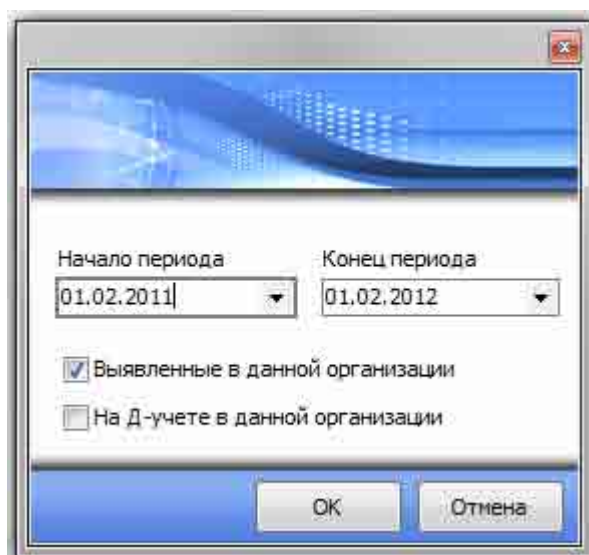 Начало периода Конец периода
01.02.2011 01.02.2012
Выявленные в данной организации
На Д-учете в данной организации
OK Отмена